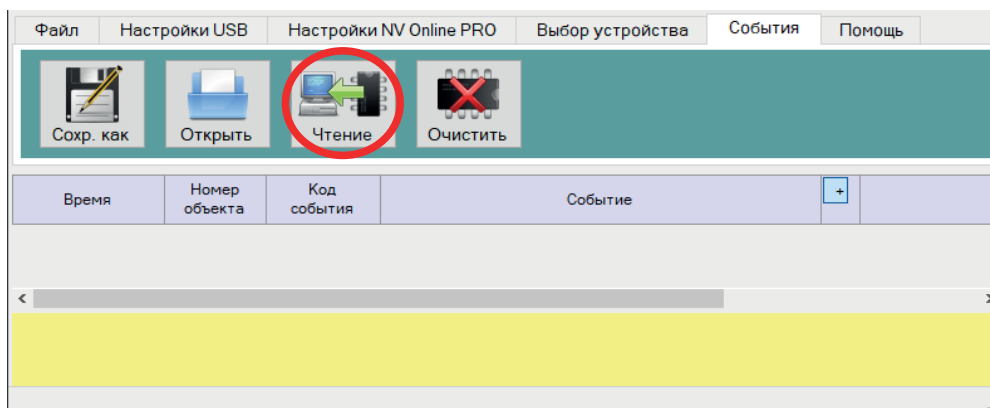 Файл Настройки USB Настройки NV Online PRO Выбор устройства События Помощь
Сохр. как Открыть Чтение Очистить
Время Номер объекта Код события Событие +